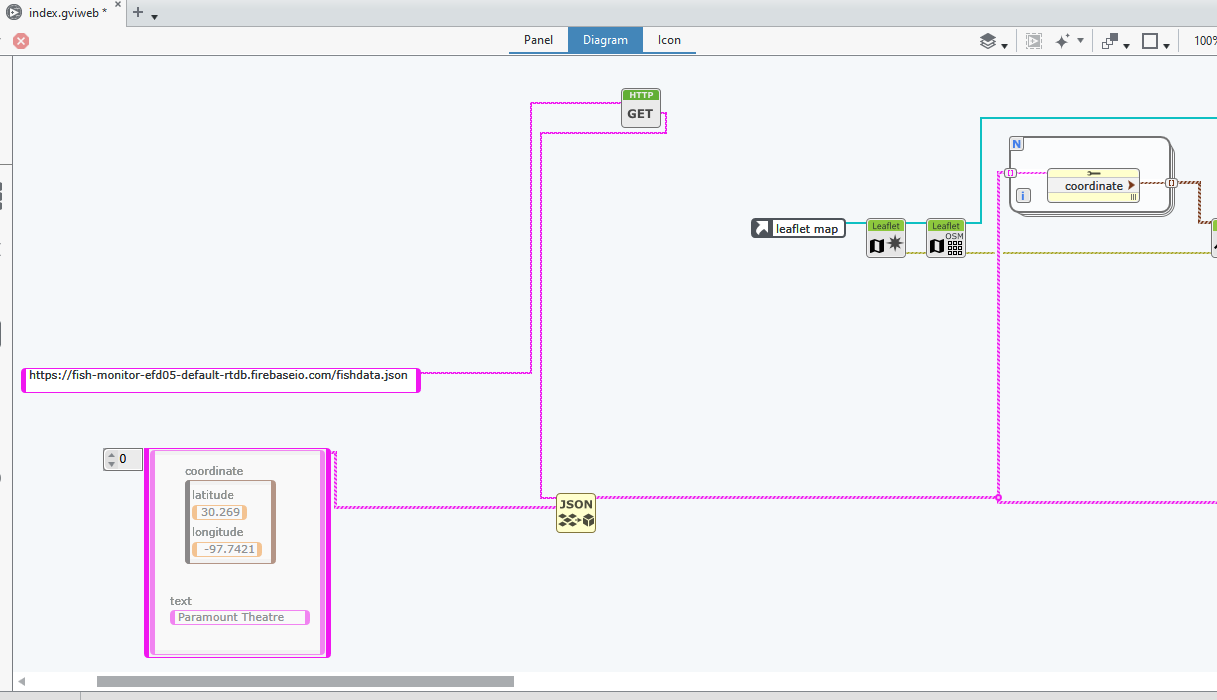 index.gviweb *
Panel
Diagram
Icon
100%
HTTP
GET
N
coordinate
i
leaflet map
Leaflet
Leaflet
OSM
https://fish-monitor-efd05-default-rtdb.firebaseio.com/fishdata.json
0
coordinate
latitude
30.269
longitude
-97.7421
text
Paramount Theatre
JSON